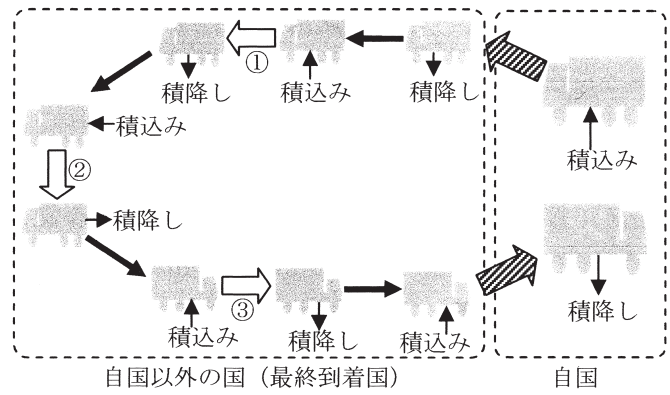 ①
積降し
積込み
積降し
積込み
積込み
②
積降し
積降し
③
積込み
積降し
積込み
自国以外の国（最終到着国）
自国